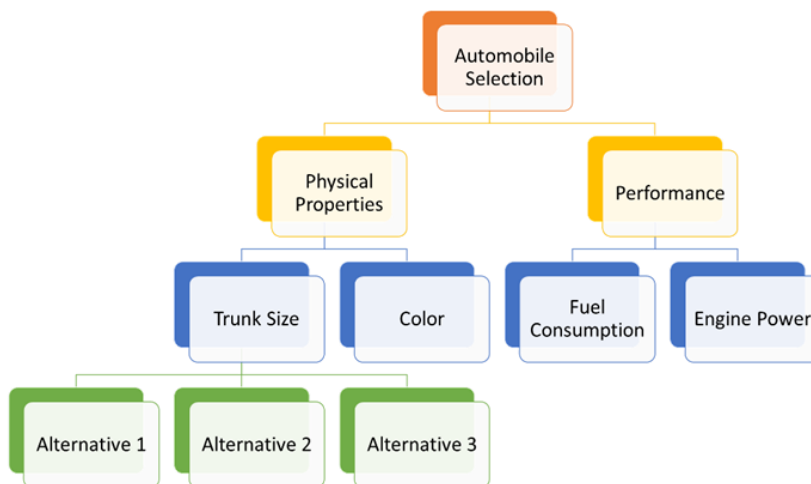 Automobile
Selection
Physical
Properties
Performance
Trunk Size
Color
Fuel
Consumption
Engine Power
Alternative 1
Alternative 2
Alternative 3